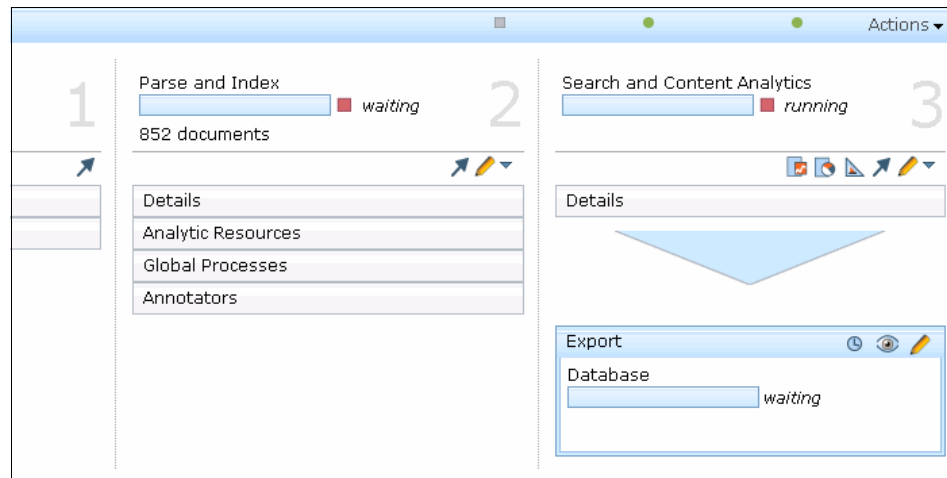 Actions
1
Parse and Index
waiting
852 documents
2
Details
Analytic Resources
Global Processes
Annotators
Search and Content Analytics
running
3
Details
Export
Database
waiting